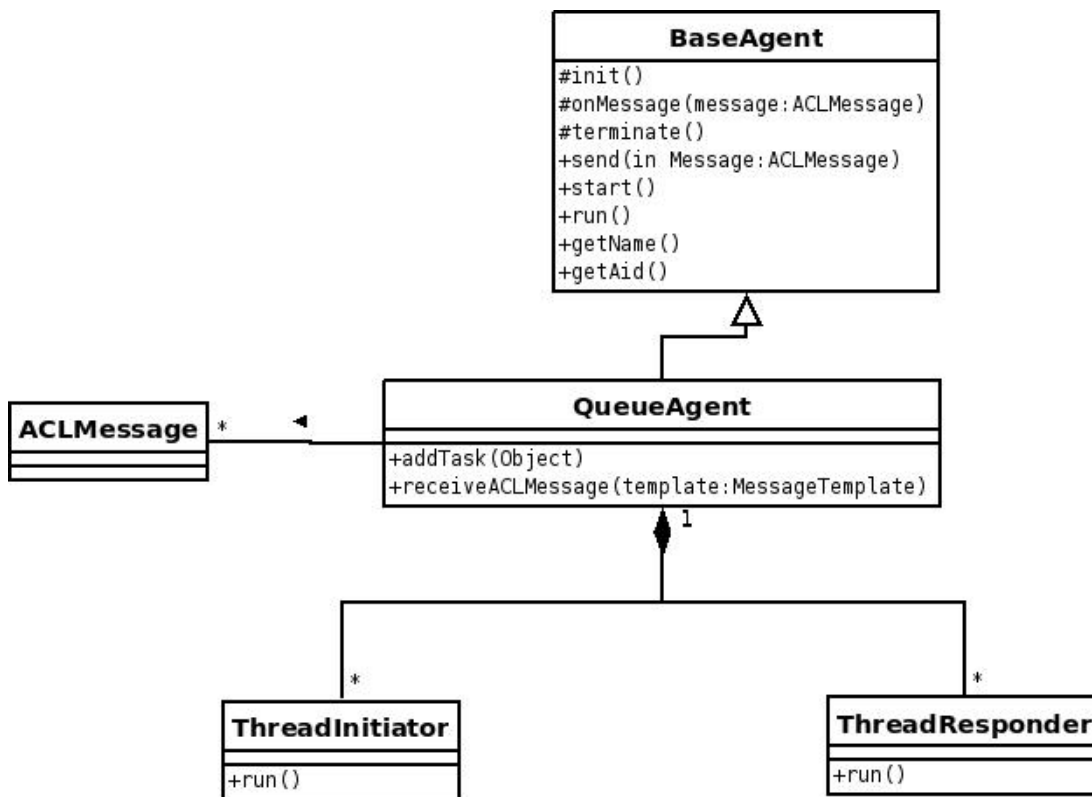 BaseAgent
#init()
#onMessage(message:ACLMessage)
#terminate()
+send(in Message:ACLMessage)
+start()
+run()
+getName()
+getAid()
QueueAgent
ACLMessage
*
+addTask(Object)
+receiveACLMessage(template:MessageTemplate)
1
*
*
ThreadInitiator
+run()
ThreadResponder
+run()